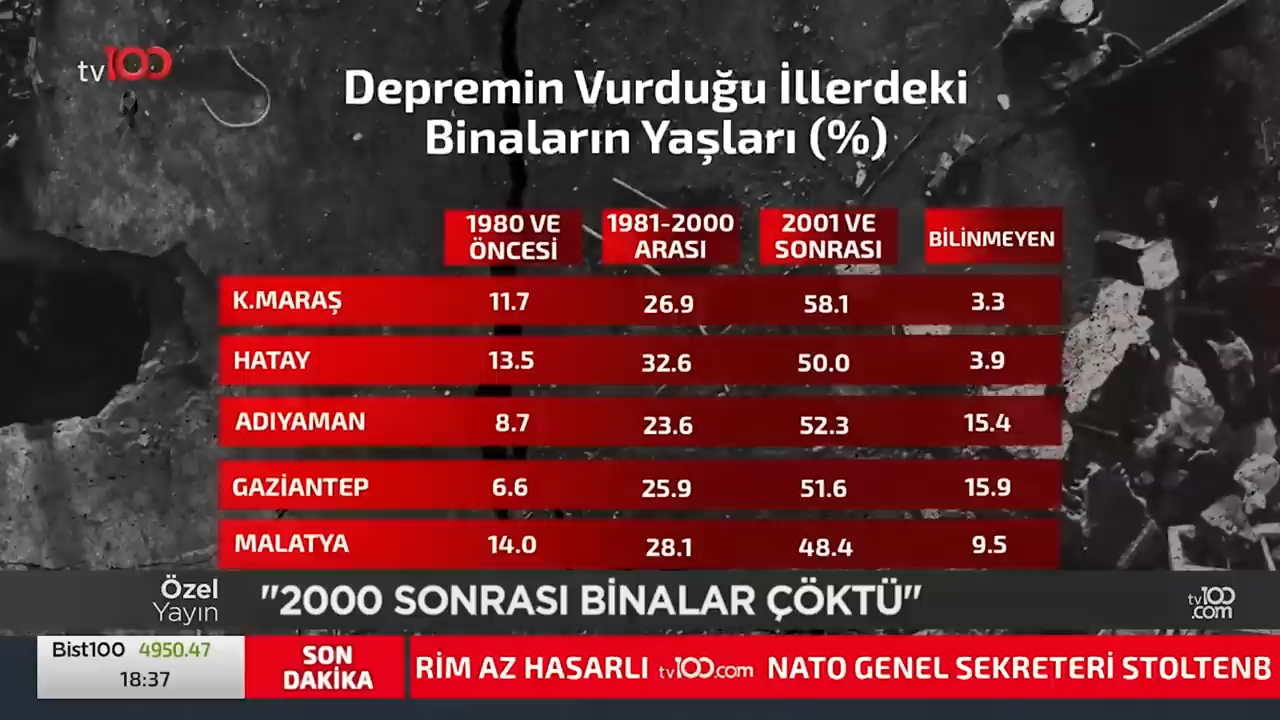 tv100
Depremin Vurduğu İllerdeki
Binaların Yaşları (%)
1980 VE ÖNCESİ 1981-2000 ARASI 2001 VE SONRASI BİLİNMEYEN
K.MARAŞ 11.7 26.9 58.1 3.3
HATAY 13.5 32.6 50.0 3.9
ADIYAMAN 8.7 23.6 52.3 15.4
GAZİANTEP 6.6 25.9 51.6 15.9
MALATYA 14.0 28.1 48.4 9.5
Özel Yayın
"2000 SONRASI BİNALAR ÇÖKTÜ"
tv100.com
Bist100 4950.47
18:37
SON DAKİKA
RİM AZ HASARLI tv100.com NATO GENEL SEKRETERİ STOLTENB